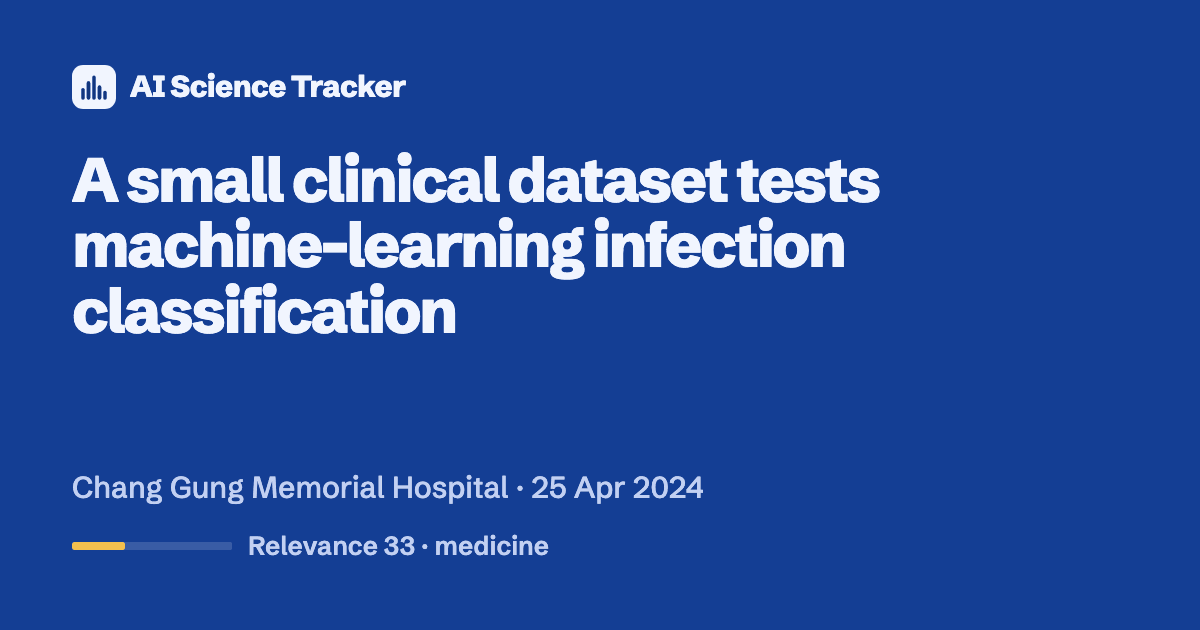 AI Science Tracker
A small clinical dataset tests
machine-learning infection
classification
Chang Gung Memorial Hospital · 25 Apr 2024
Relevance 33 · medicine